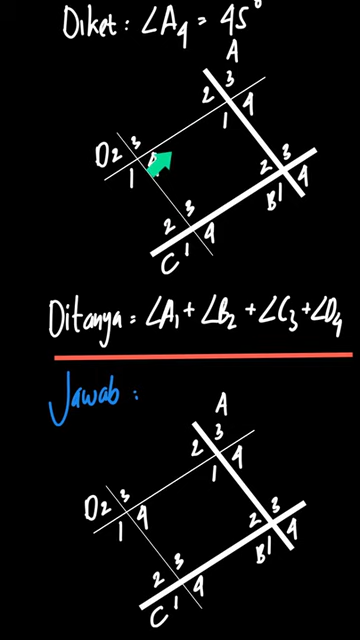 Diket: ∠A₄ = 45°
A
2 3
1 4
D 2 3
1
2 3
B 1 4
2 3
C 1 4
Ditanya = ∠A₁ + ∠B₂ + ∠C₃ + ∠D₄
Jawab :
A
2 3
1 4
D 2 3
1 4
2 3
B 1 4
2 3
C 1 4